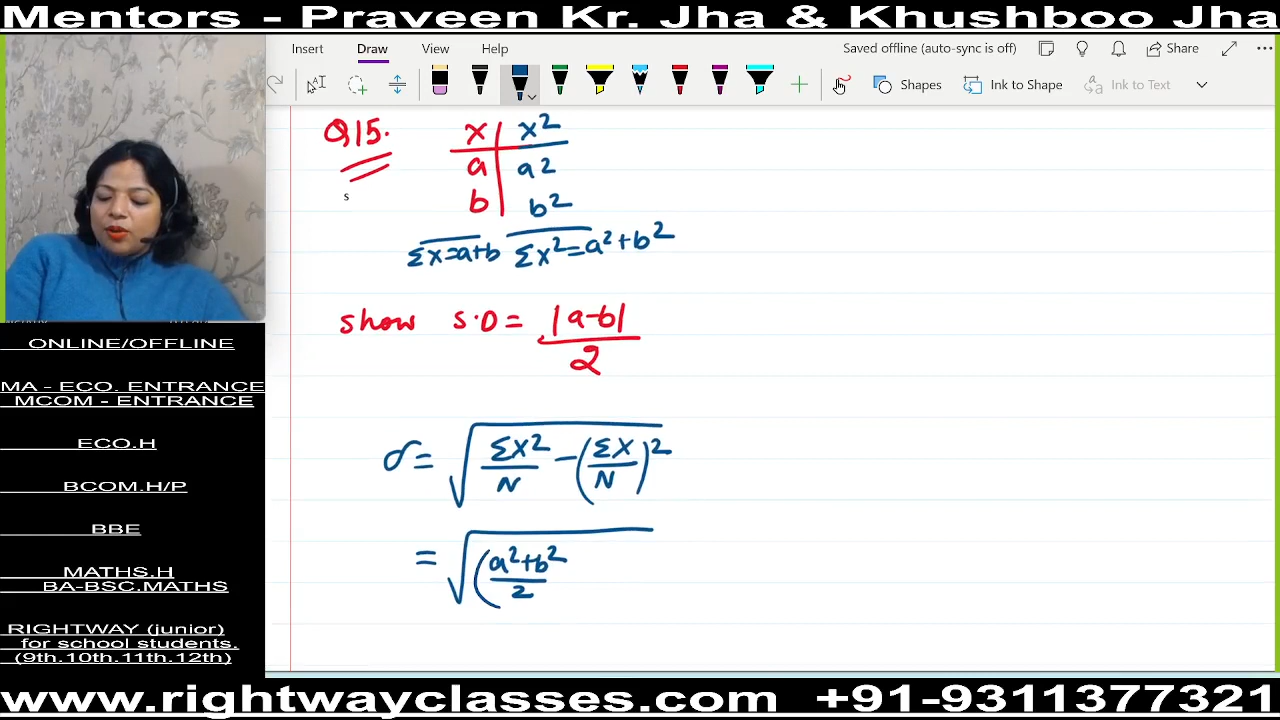 Mentors - Praveen Kr. Jha & Khushboo Jha
Insert Draw View Help Saved offline (auto-sync is off) Share
Shapes Ink to Shape Ink to Text
Q15. x x²
a a²
b b²
Σx=a+b Σx²=a²+b²
s
show S.D = |a-b|/2
σ = √(ΣX²/N - (ΣX/N)²)
= √((a²+b²/2
ONLINE/OFFLINE
MA - ECO. ENTRANCE
MCOM - ENTRANCE
ECO.H
BCOM.H/P
BBE
MATHS.H
BA-BSC.MATHS
RIGHTWAY (junior)
for school students.
(9th.10th.11th.12th)
www.rightwayclasses.com +91-9311377321